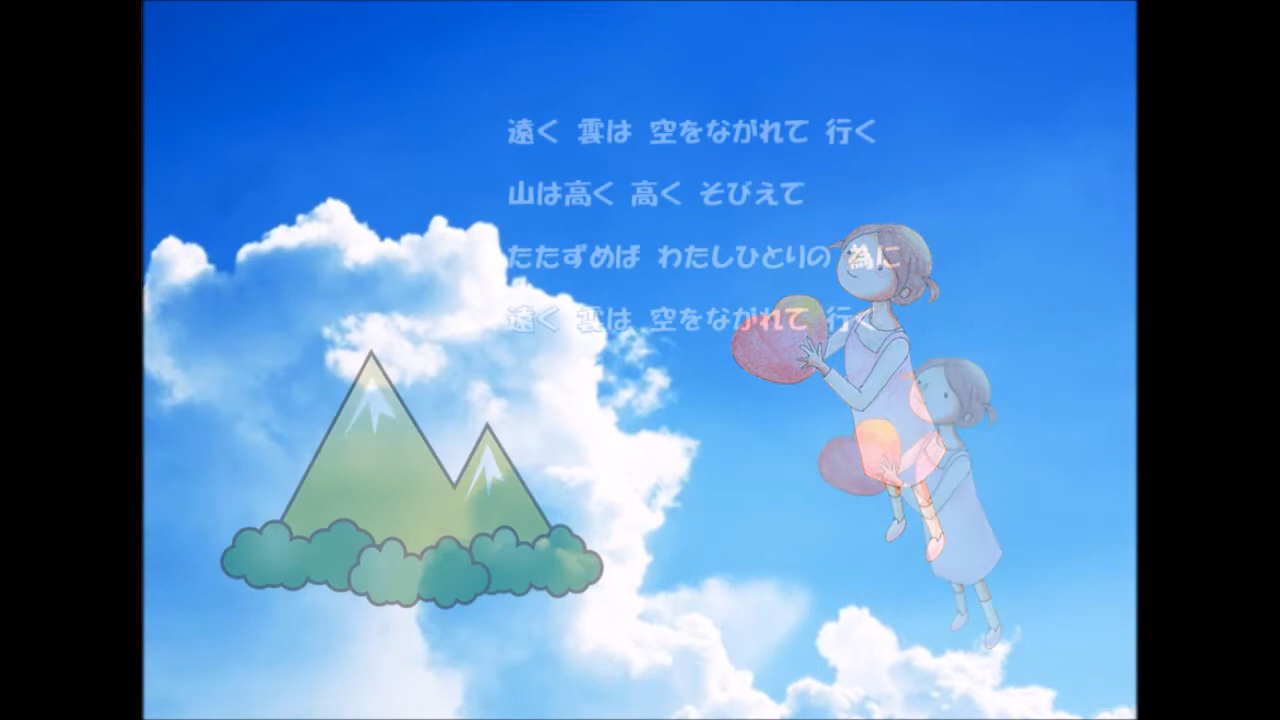 遠く 雲は 空をながれて 行く
山は高く 高く そびえて
たたずめば わたしひとりの 為に
遠く 雲は 空をながれて 行く